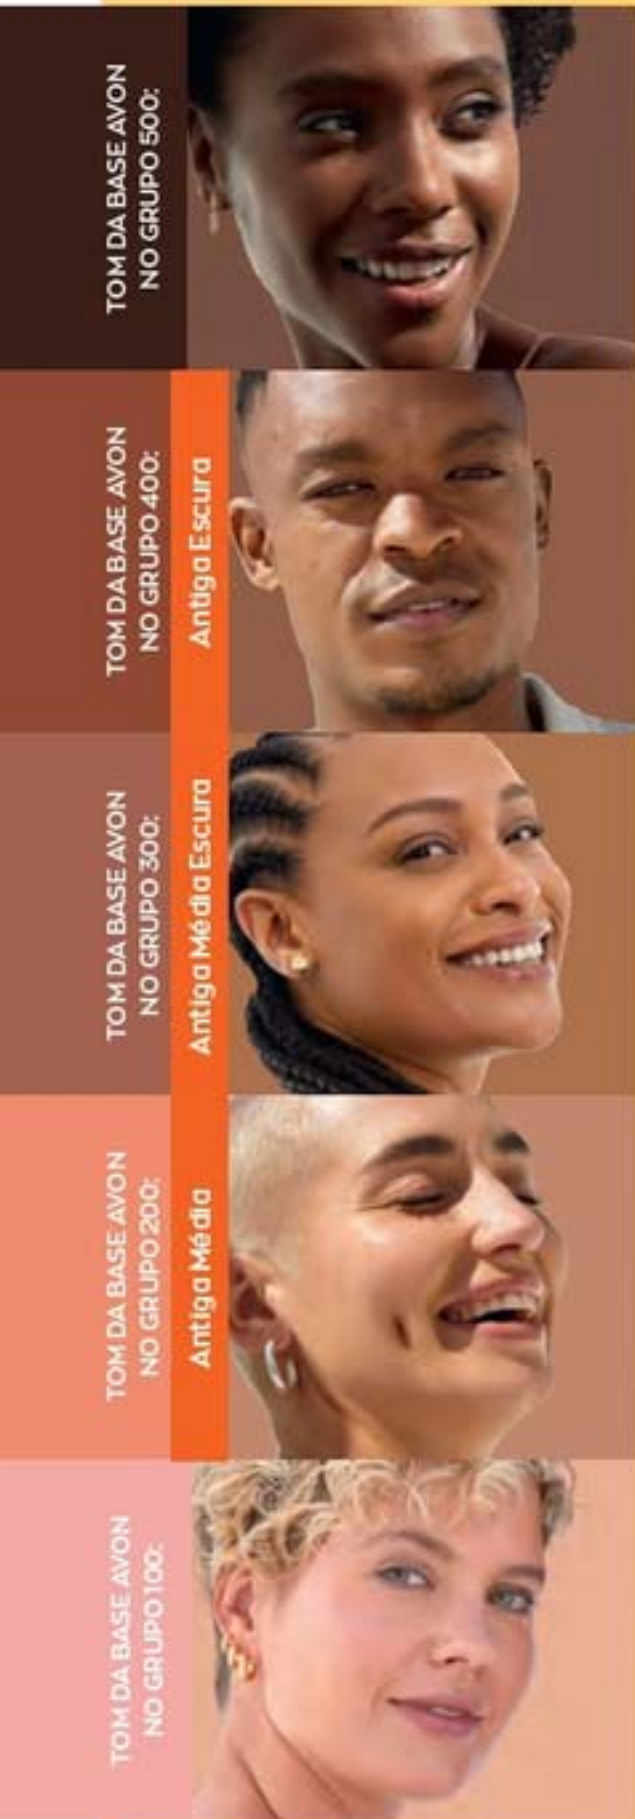 TOM DA BASE AVON
NO GRUPO 500:
TOM DA BASE AVON
NO GRUPO 400:
Antiga Escura
TOM DA BASE AVON
NO GRUPO 300:
Antiga Média Escura
TOM DA BASE AVON
NO GRUPO 200:
Antiga Média
TOM DA BASE AVON
NO GRUPO 100: